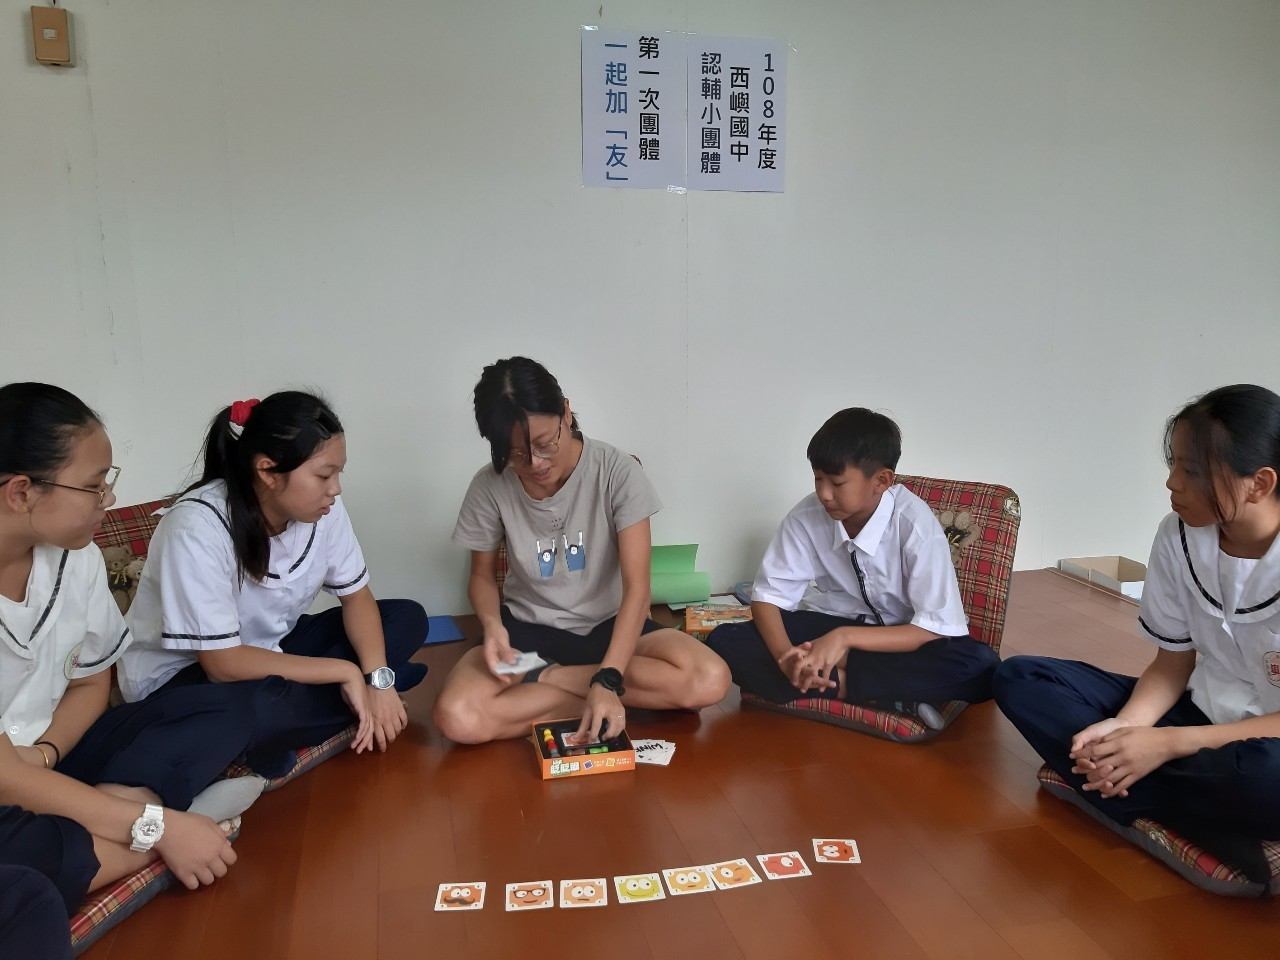 108年度
西嶼國中
認輔小團體
第一次團體
一起加「友」